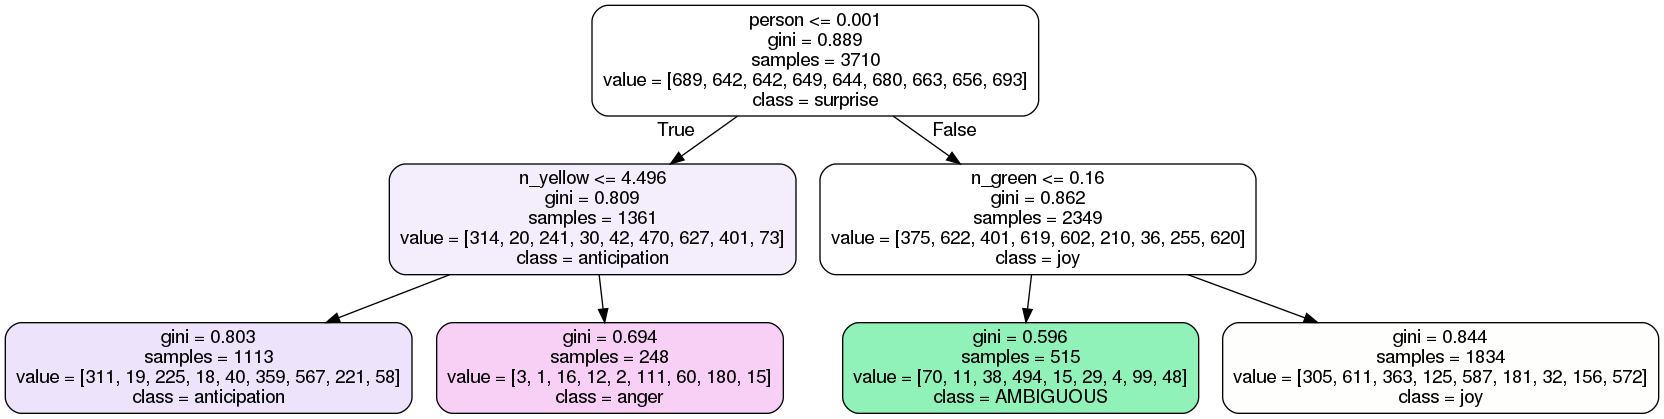 person <= 0.001
gini = 0.889
samples = 3710
value = [689, 642, 642, 649, 644, 680, 663, 656, 693]
class = surprise
True
False
n_yellow <= 4.496
gini = 0.809
samples = 1361
value = [314, 20, 241, 30, 42, 470, 627, 401, 73]
class = anticipation
n_green <= 0.16
gini = 0.862
samples = 2349
value = [375, 622, 401, 619, 602, 210, 36, 255, 620]
class = joy
gini = 0.803
samples = 1113
value = [311, 19, 225, 18, 40, 359, 567, 221, 58]
class = anticipation
gini = 0.694
samples = 248
value = [3, 1, 16, 12, 2, 111, 60, 180, 15]
class = anger
gini = 0.596
samples = 515
value = [70, 11, 38, 494, 15, 29, 4, 99, 48]
class = AMBIGUOUS
gini = 0.844
samples = 1834
value = [305, 611, 363, 125, 587, 181, 32, 156, 572]
class = joy